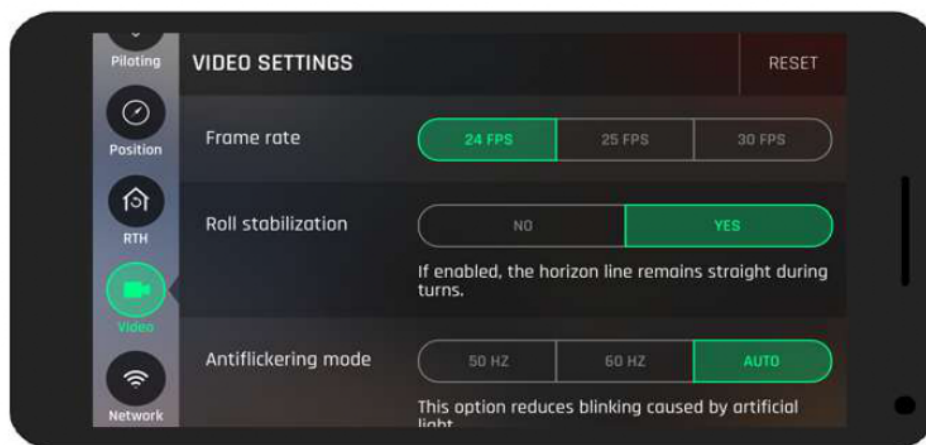 Piloting
VIDEO SETTINGS
RESET
Position
Frame rate
24 FPS
25 FPS
30 FPS
RTH
Roll stabilization
NO
YES
If enabled, the horizon line remains straight during
turns.
Video
Antiflickering mode
50 HZ
60 HZ
AUTO
Network
This option reduces blinking caused by artificial
light